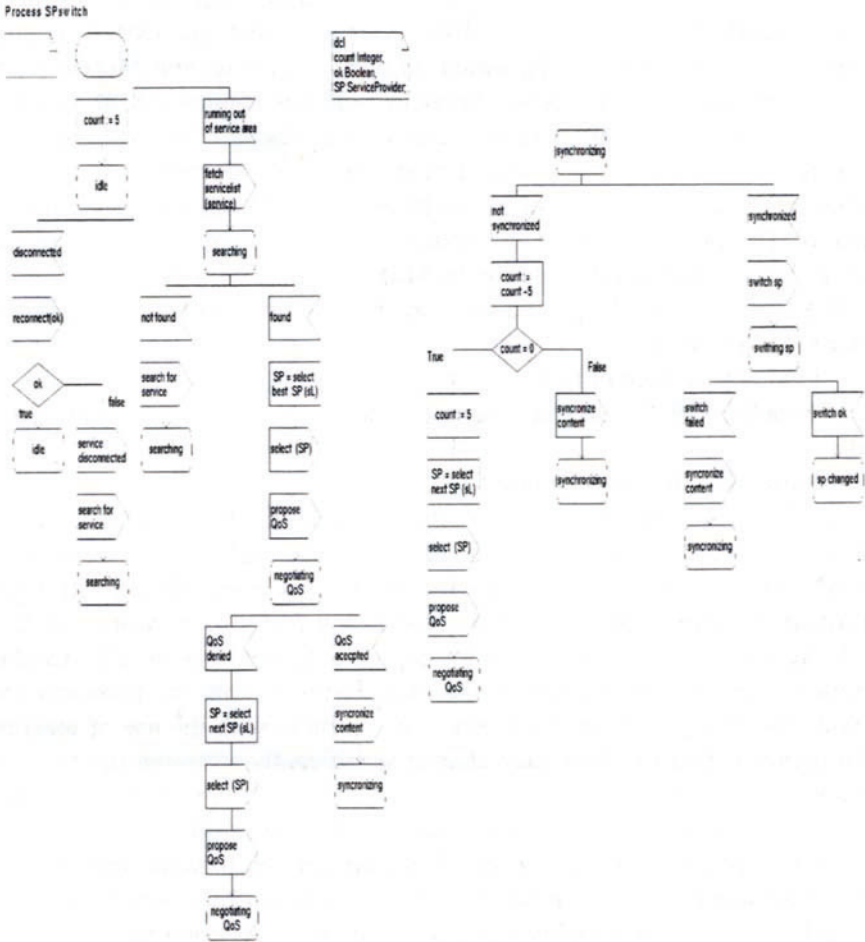 Process SPswitch
dcl
count Integer,
ok Boolean,
SP ServiceProvider;
count := 5
running out
of service area
idle
fetch
servicelist
(service)
searching
disconnected
reconnect(ok)
not found
found
ok
true
false
search for
service
SP = select
best SP (sL)
idle
service
disconnected
searching
select (SP)
search for
service
propose
QoS
searching
negotiating
QoS
QoS
denied
QoS
acecpted
SP = select
next SP (sL)
syncronize
content
select (SP)
syncronizing
propose
QoS
negotiating
QoS
synchronizing
not
synchronized
synchronized
count :=
count -5
switch sp
count = 0
True
False
swithing sp
count := 5
syncronize
content
switch
failed
switch ok
SP = select
next SP (sL)
synchronizing
syncronize
content
sp changed
select (SP)
syncronizing
propose
QoS
negotiating
QoS